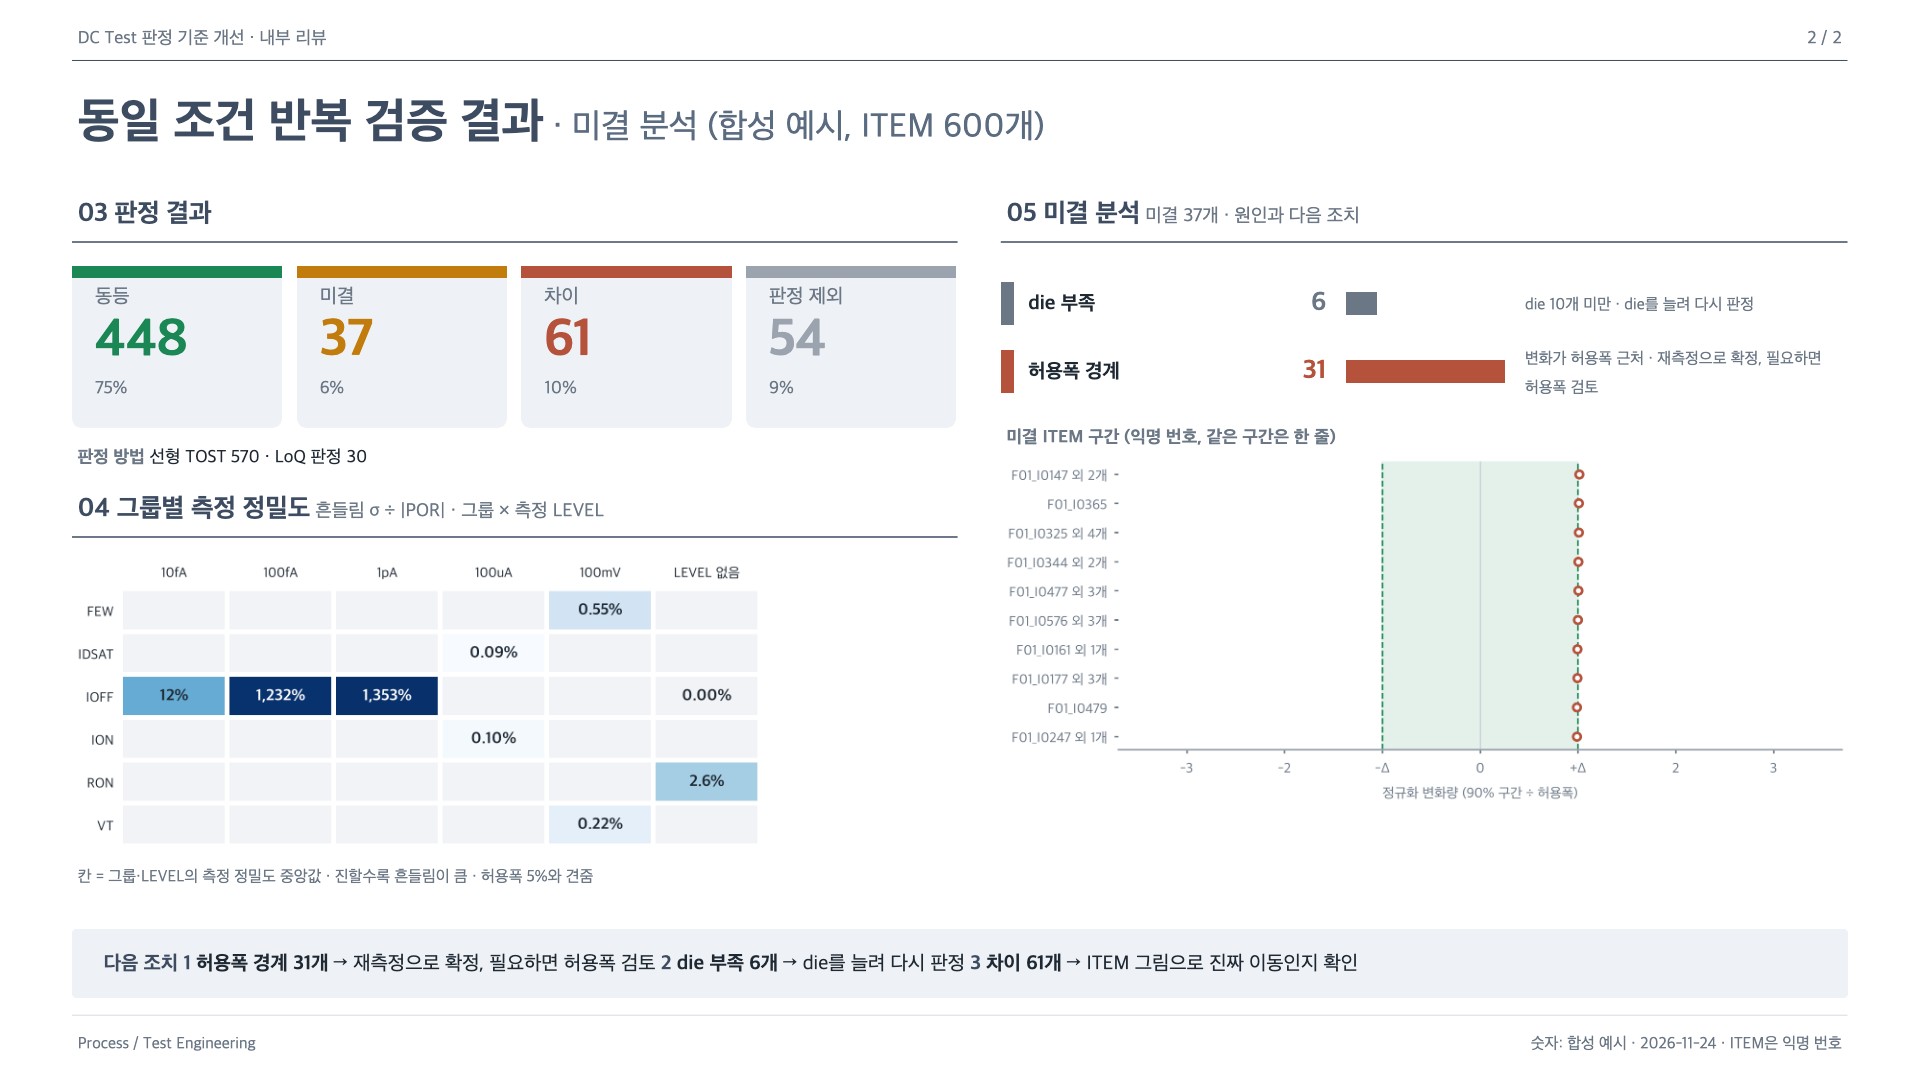 DC Test 판정 기준 개선 · 내부 리뷰
2 / 2
동일 조건 반복 검증 결과 · 미결 분석 (합성 예시, ITEM 600개)
03 판정 결과
동등
448
75%
미결
37
6%
차이
61
10%
판정 제외
54
9%
판정 방법 선형 TOST 570 · LoQ 판정 30
04 그룹별 측정 정밀도 흔들림 σ ÷ |POR| · 그룹 × 측정 LEVEL
10fA 100fA 1pA 100uA 100mV LEVEL 없음
FEW 0.55%
IDSAT 0.09%
IOFF 12% 1,232% 1,353% 0.00%
ION 0.10%
RON 2.6%
VT 0.22%
칸 = 그룹·LEVEL의 측정 정밀도 중앙값 · 진할수록 흔들림이 큼 · 허용폭 5%와 견줌
05 미결 분석 미결 37개 · 원인과 다음 조치
die 부족 6 die 10개 미만 · die를 늘려 다시 판정
허용폭 경계 31 변화가 허용폭 근처 · 재측정으로 확정, 필요하면
허용폭 검토
미결 ITEM 구간 (익명 번호, 같은 구간은 한 줄)
F01_I0147 외 2개
F01_I0365
F01_I0325 외 4개
F01_I0344 외 2개
F01_I0477 외 3개
F01_I0576 외 3개
F01_I0161 외 1개
F01_I0177 외 3개
F01_I0479
F01_I0247 외 1개
-3 -2 -Δ 0 +Δ 2 3
정규화 변화량 (90% 구간 ÷ 허용폭)
다음 조치 1 허용폭 경계 31개 → 재측정으로 확정, 필요하면 허용폭 검토 2 die 부족 6개 → die를 늘려 다시 판정 3 차이 61개 → ITEM 그림으로 진짜 이동인지 확인
Process / Test Engineering
숫자: 합성 예시 · 2026-11-24 · ITEM은 익명 번호